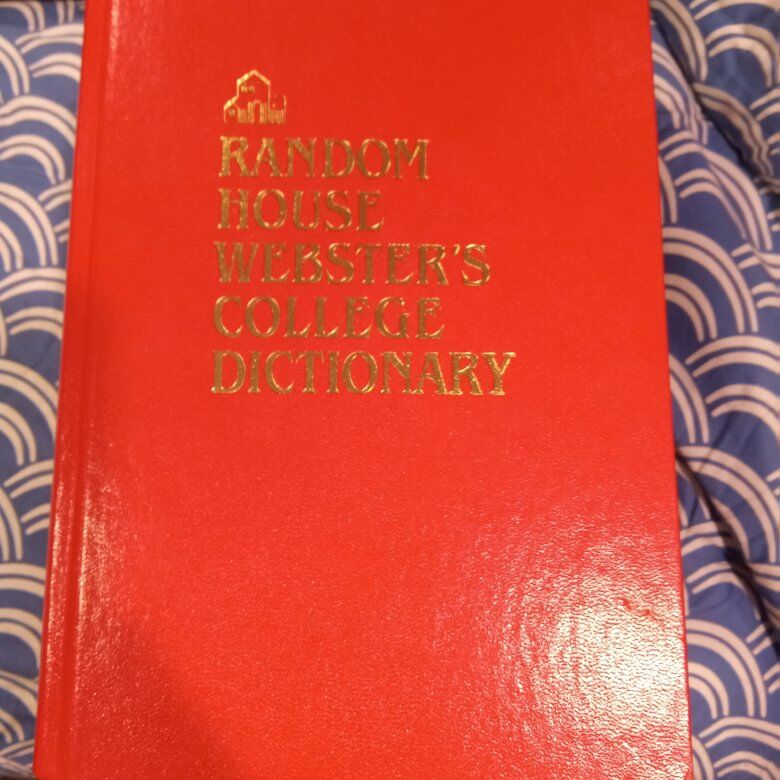 RANDOM
HOUSE
WEBSTER'S
COLLEGE
DICTIONARY